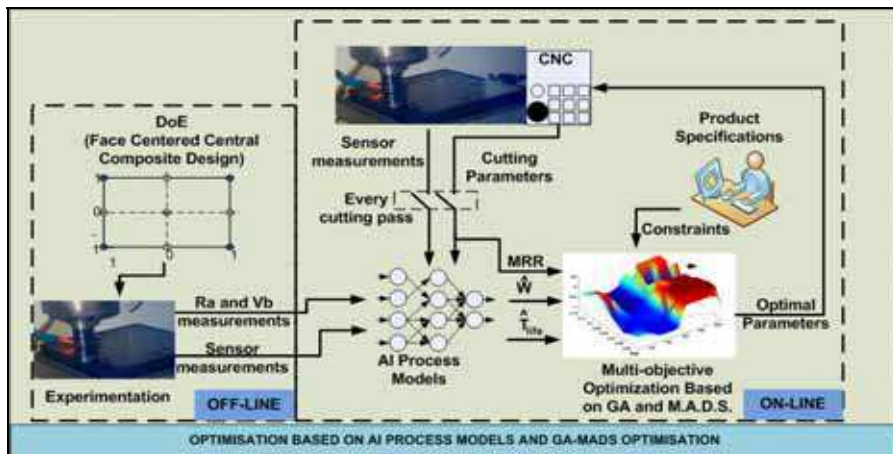 DoE
(Face Centered Central
Composite Design)
1
0
-
1
1
0
1
Ra and Vb
measurements
Sensor
measurements
Experimentation
OFF-LINE
CNC
Sensor
measurements
Cutting
Parameters
Every
cutting pass
AI Process
Models
MRR
Ŵ
T̂life
Product
Specifications
Constraints
Optimal
Parameters
Multi-objective
Optimization Based
on GA and M.A.D.S.
ON-LINE
OPTIMISATION BASED ON AI PROCESS MODELS AND GA-MADS OPTIMISATION